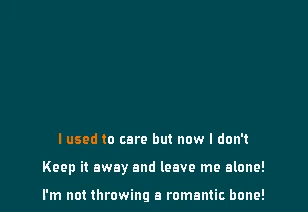 I used to care but now I don't
Keep it away and leave me alone!
I'm not throwing a romantic bone!